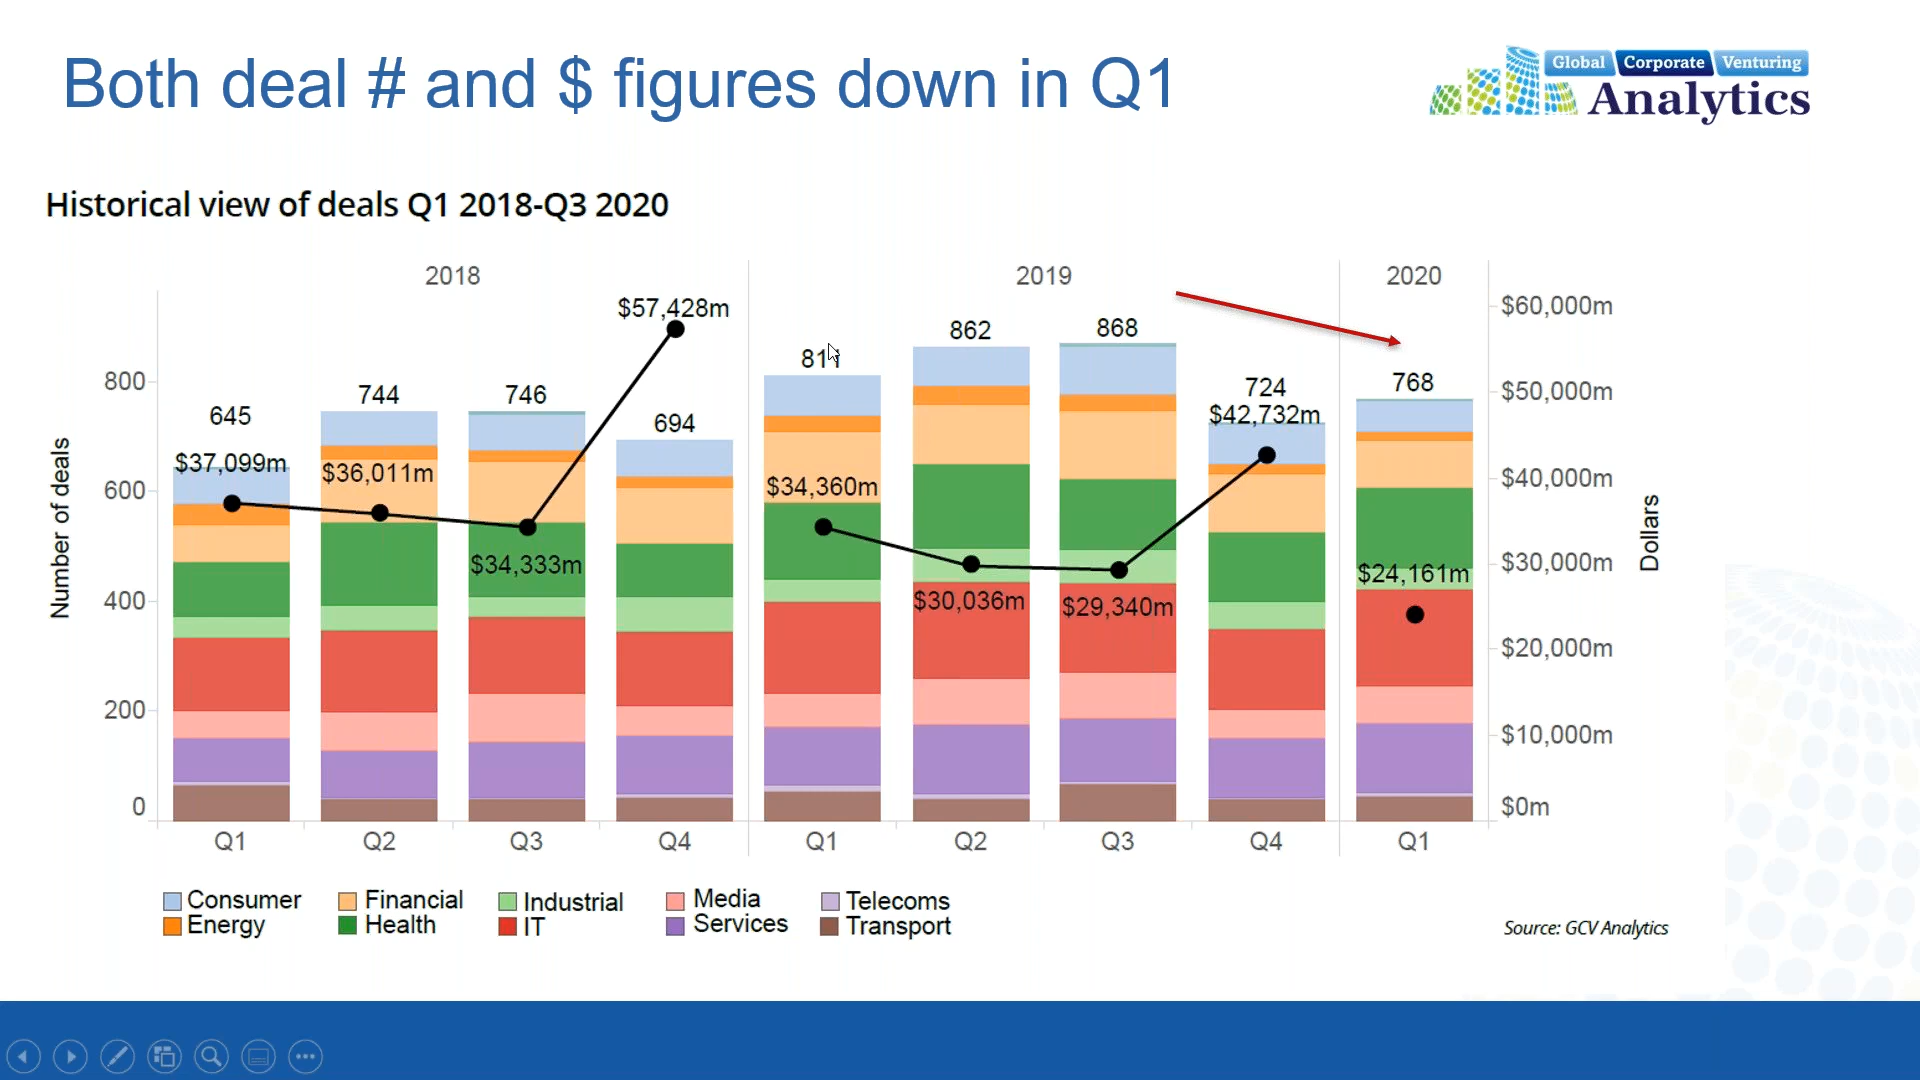 Both deal # and $ figures down in Q1
Global Corporate Venturing
Analytics
Historical view of deals Q1 2018-Q3 2020
2018 2019 2020
$57,428m
$60,000m
862 868
811
800 744 746 724 768 $50,000m
645 694 $42,732m
$37,099m $36,011m $34,360m $40,000m
600
Number of deals
Dollars
$34,333m $24,161m $30,000m
400 $30,036m $29,340m
$20,000m
200 $10,000m
0 $0m
Q1 Q2 Q3 Q4 Q1 Q2 Q3 Q4 Q1
Consumer Financial Industrial Media Telecoms
Energy Health IT Services Transport
Source: GCV Analytics